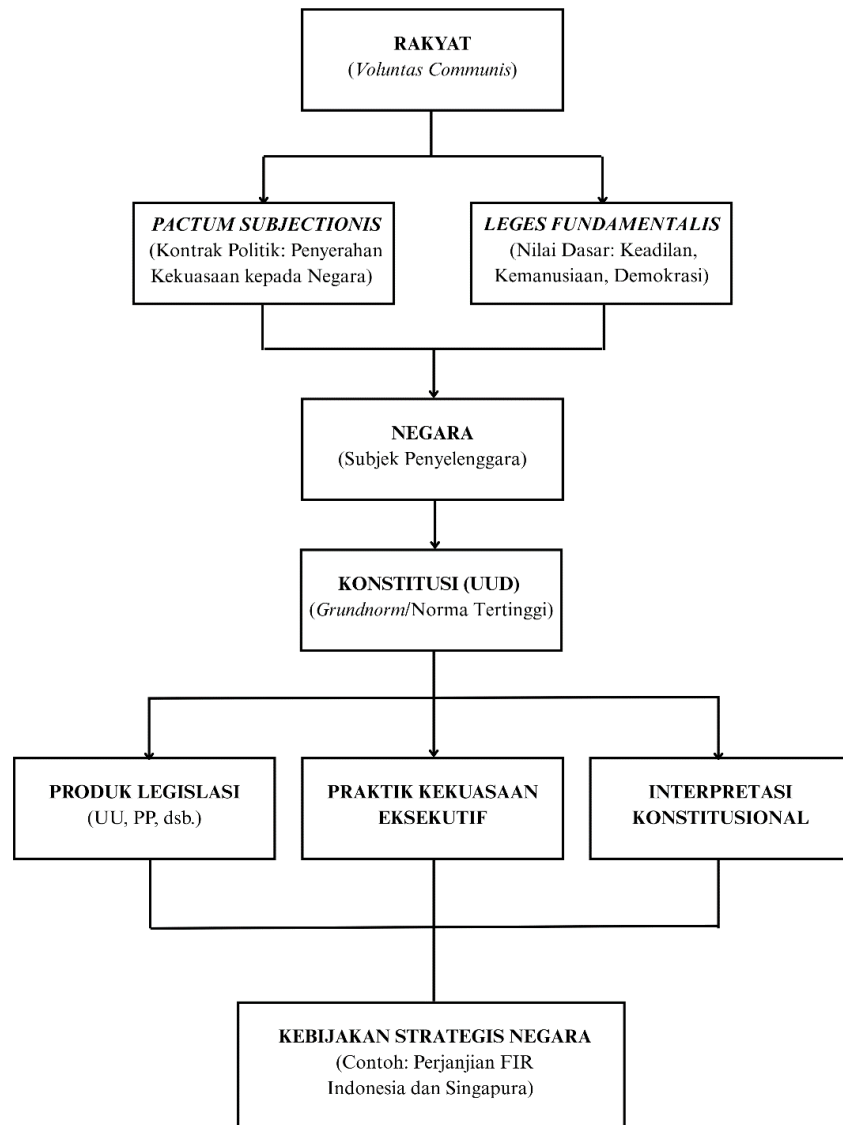 RAKYAT
(Voluntas Communis)
PACTUM SUBJECTIONIS
(Kontrak Politik: Penyerahan
Kekuasaan kepada Negara)
LEGES FUNDAMENTALIS
(Nilai Dasar: Keadilan,
Kemanusiaan, Demokrasi)
NEGARA
(Subjek Penyelenggara)
KONSTITUSI (UUD)
(Grundnorm/Norma Tertinggi)
PRODUK LEGISLASI
(UU, PP, dsb.)
PRAKTIK KEKUASAAN
EKSEKUTIF
INTERPRETASI
KONSTITUSIONAL
KEBIJAKAN STRATEGIS NEGARA
(Contoh: Perjanjian FIR
Indonesia dan Singapura)